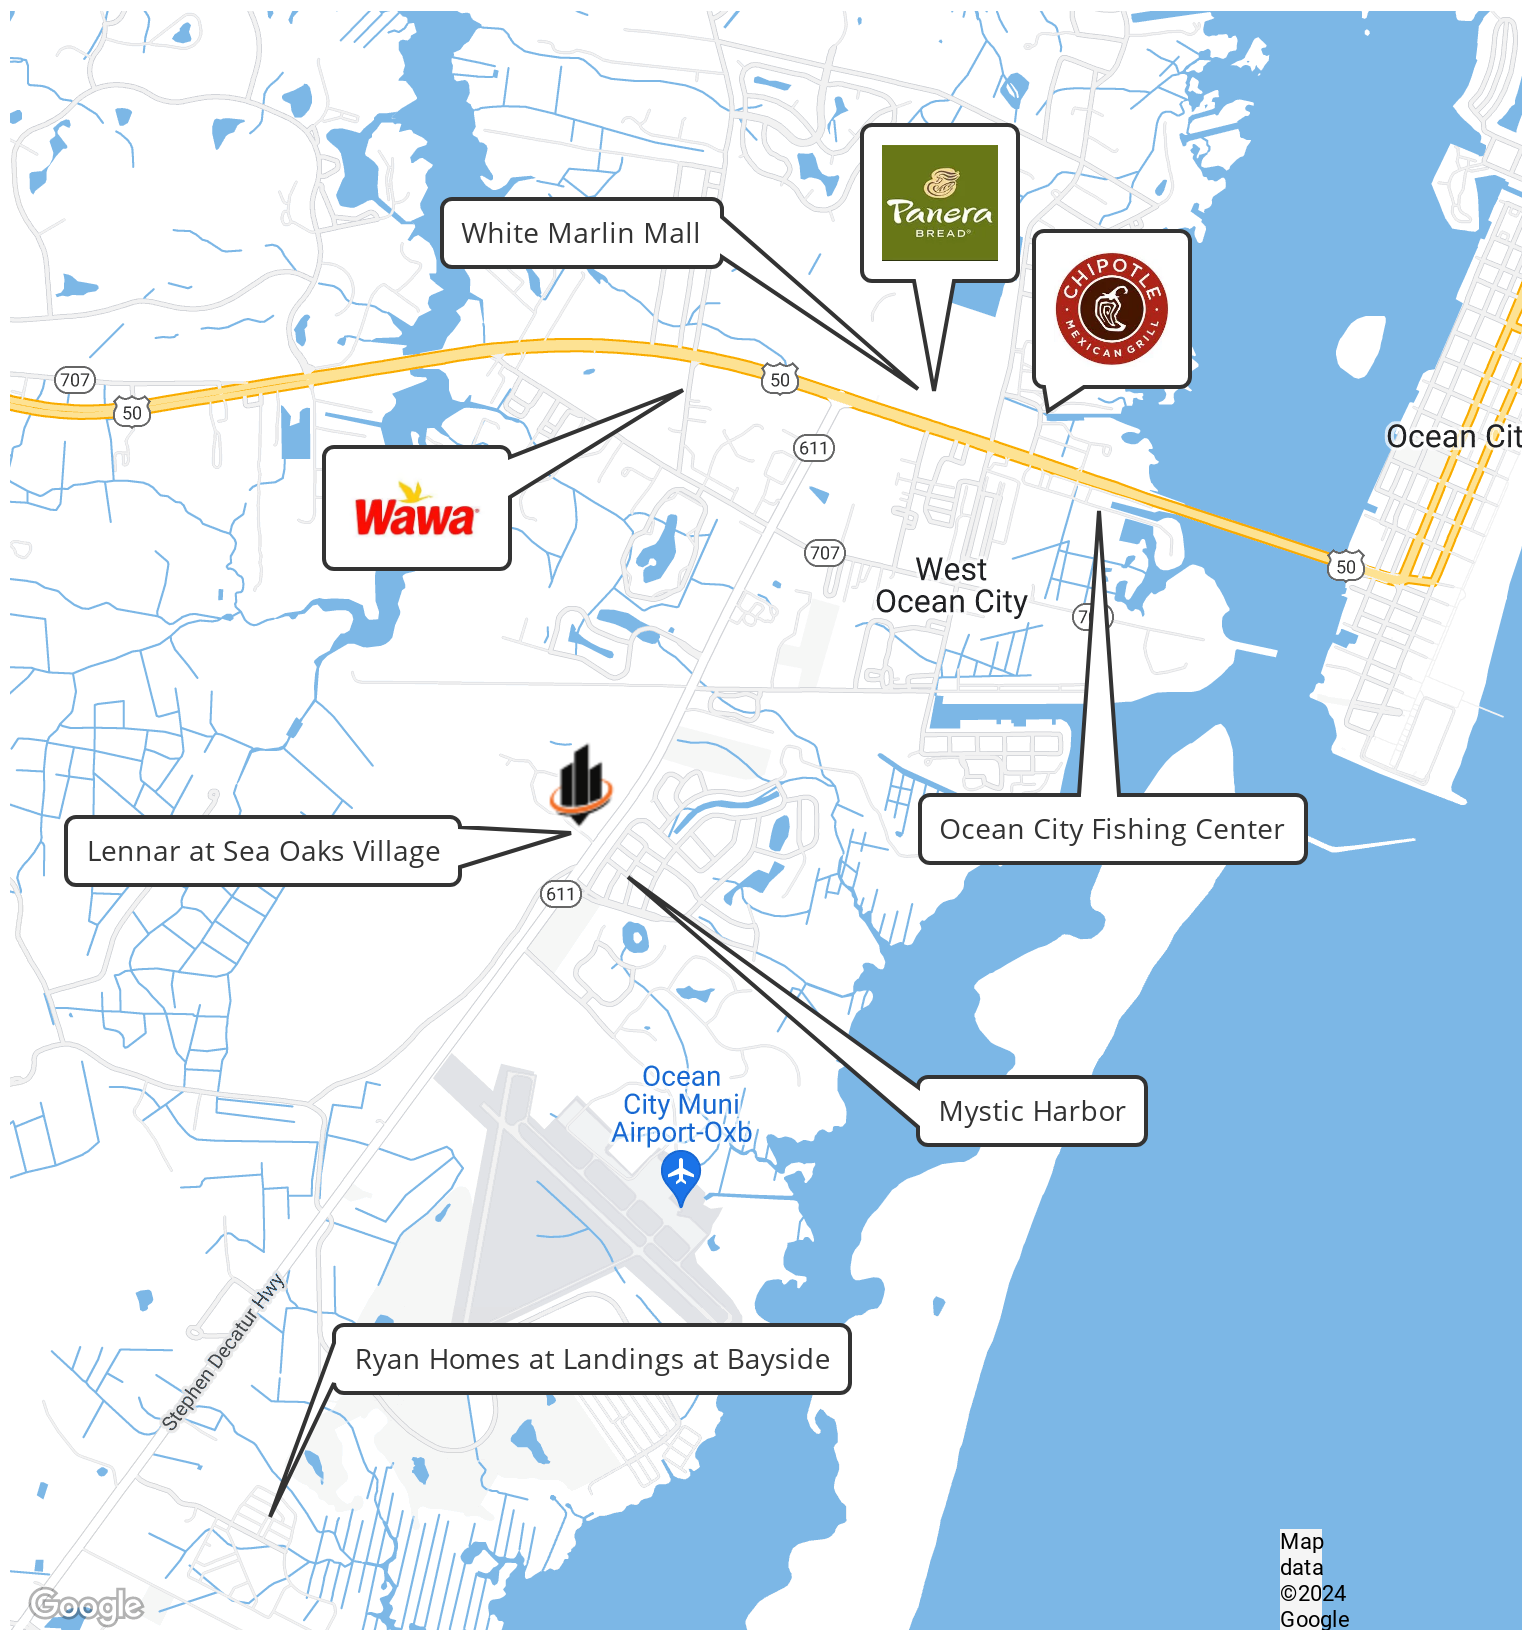 Panera
BREAD®
White Marlin Mall
CHIPOTLE
MEXICAN GRILL
707
50
50
Ocean Cit
611
Wawa
707
50
West
Ocean City
7
Lennar at Sea Oaks Village
Ocean City Fishing Center
611
Ocean
City Muni
Airport-Oxb
Mystic Harbor
Stephen Decatur Hwy
Ryan Homes at Landings at Bayside
Google
Map
data
©2024
Google